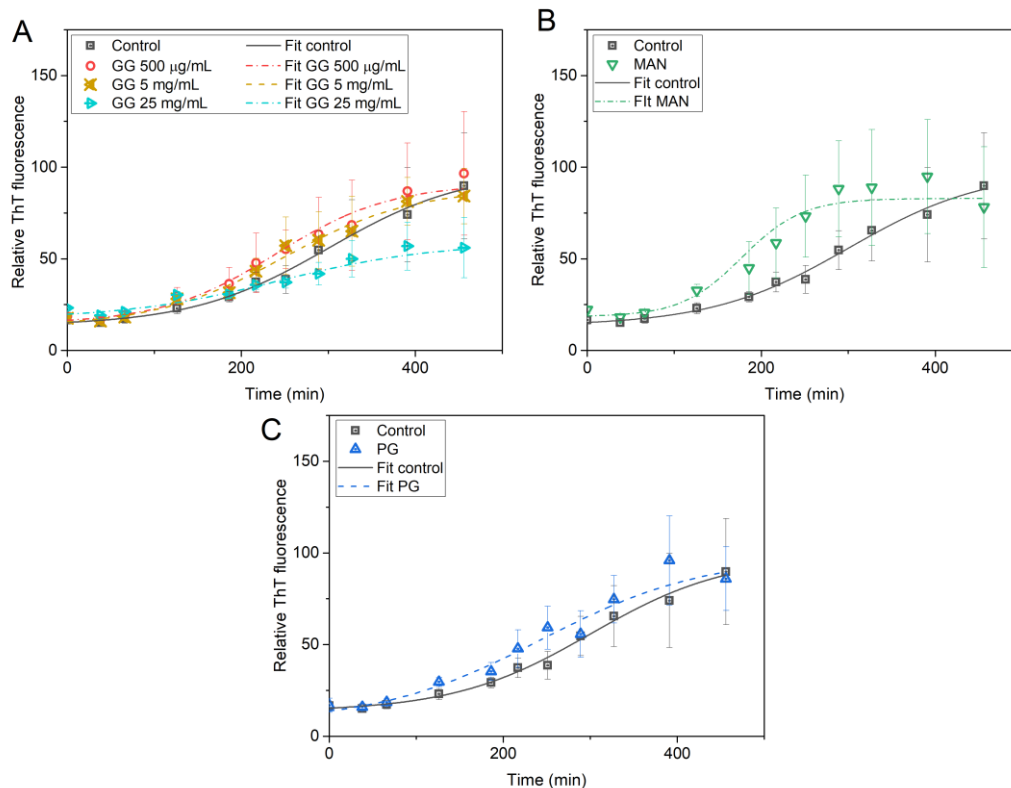 A
Control
Fit control
GG 500 μg/mL
Fit GG 500 μg/mL
GG 5 mg/mL
Fit GG 5 mg/mL
GG 25 mg/mL
Fit GG 25 mg/mL
Relative ThT fluorescence
175
150
100
50
0
0
200
400
Time (min)
B
Control
MAN
Fit control
FIt MAN
Relative ThT fluorescence
150
100
50
0
0
200
400
Time (min)
C
Control
PG
Fit control
Fit PG
Relative ThT fluorescence
150
100
50
0
0
200
400
Time (min)